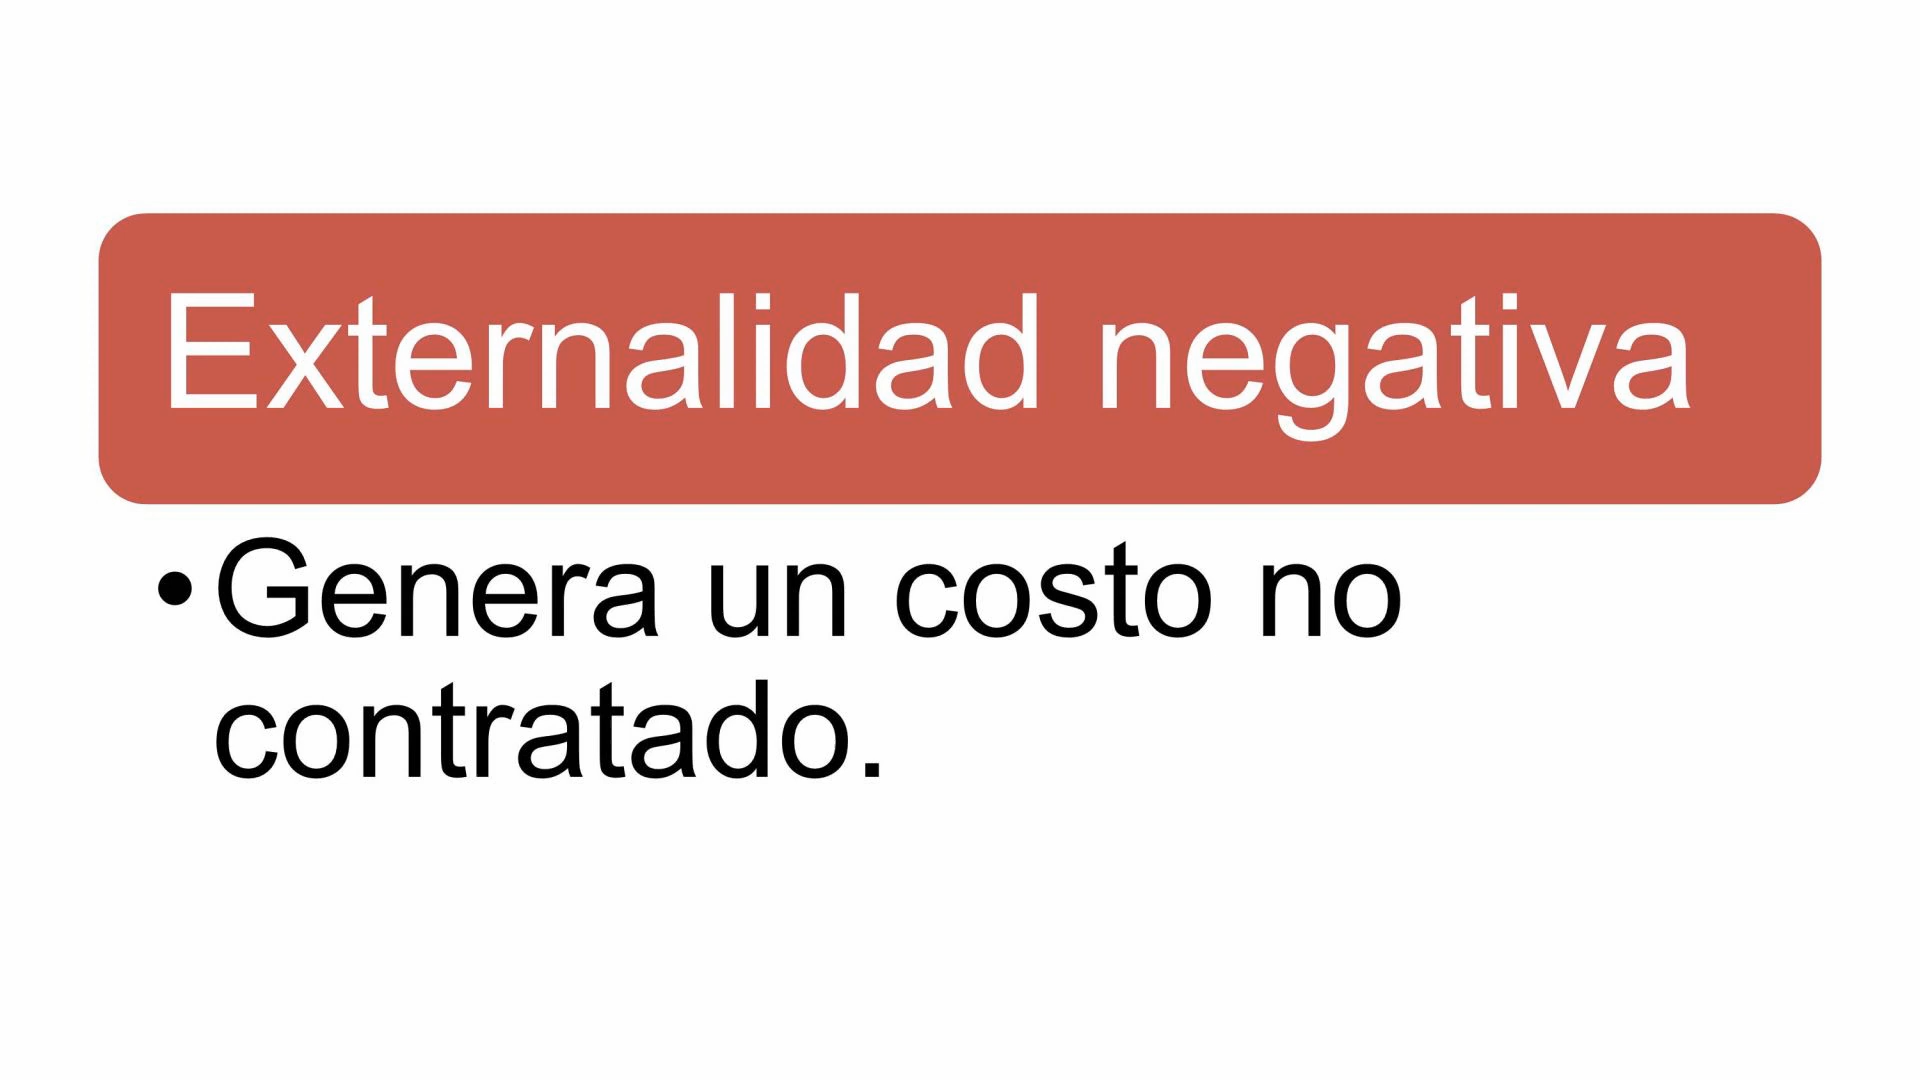 Externalidad negativa
• Genera un costo no
contratado.